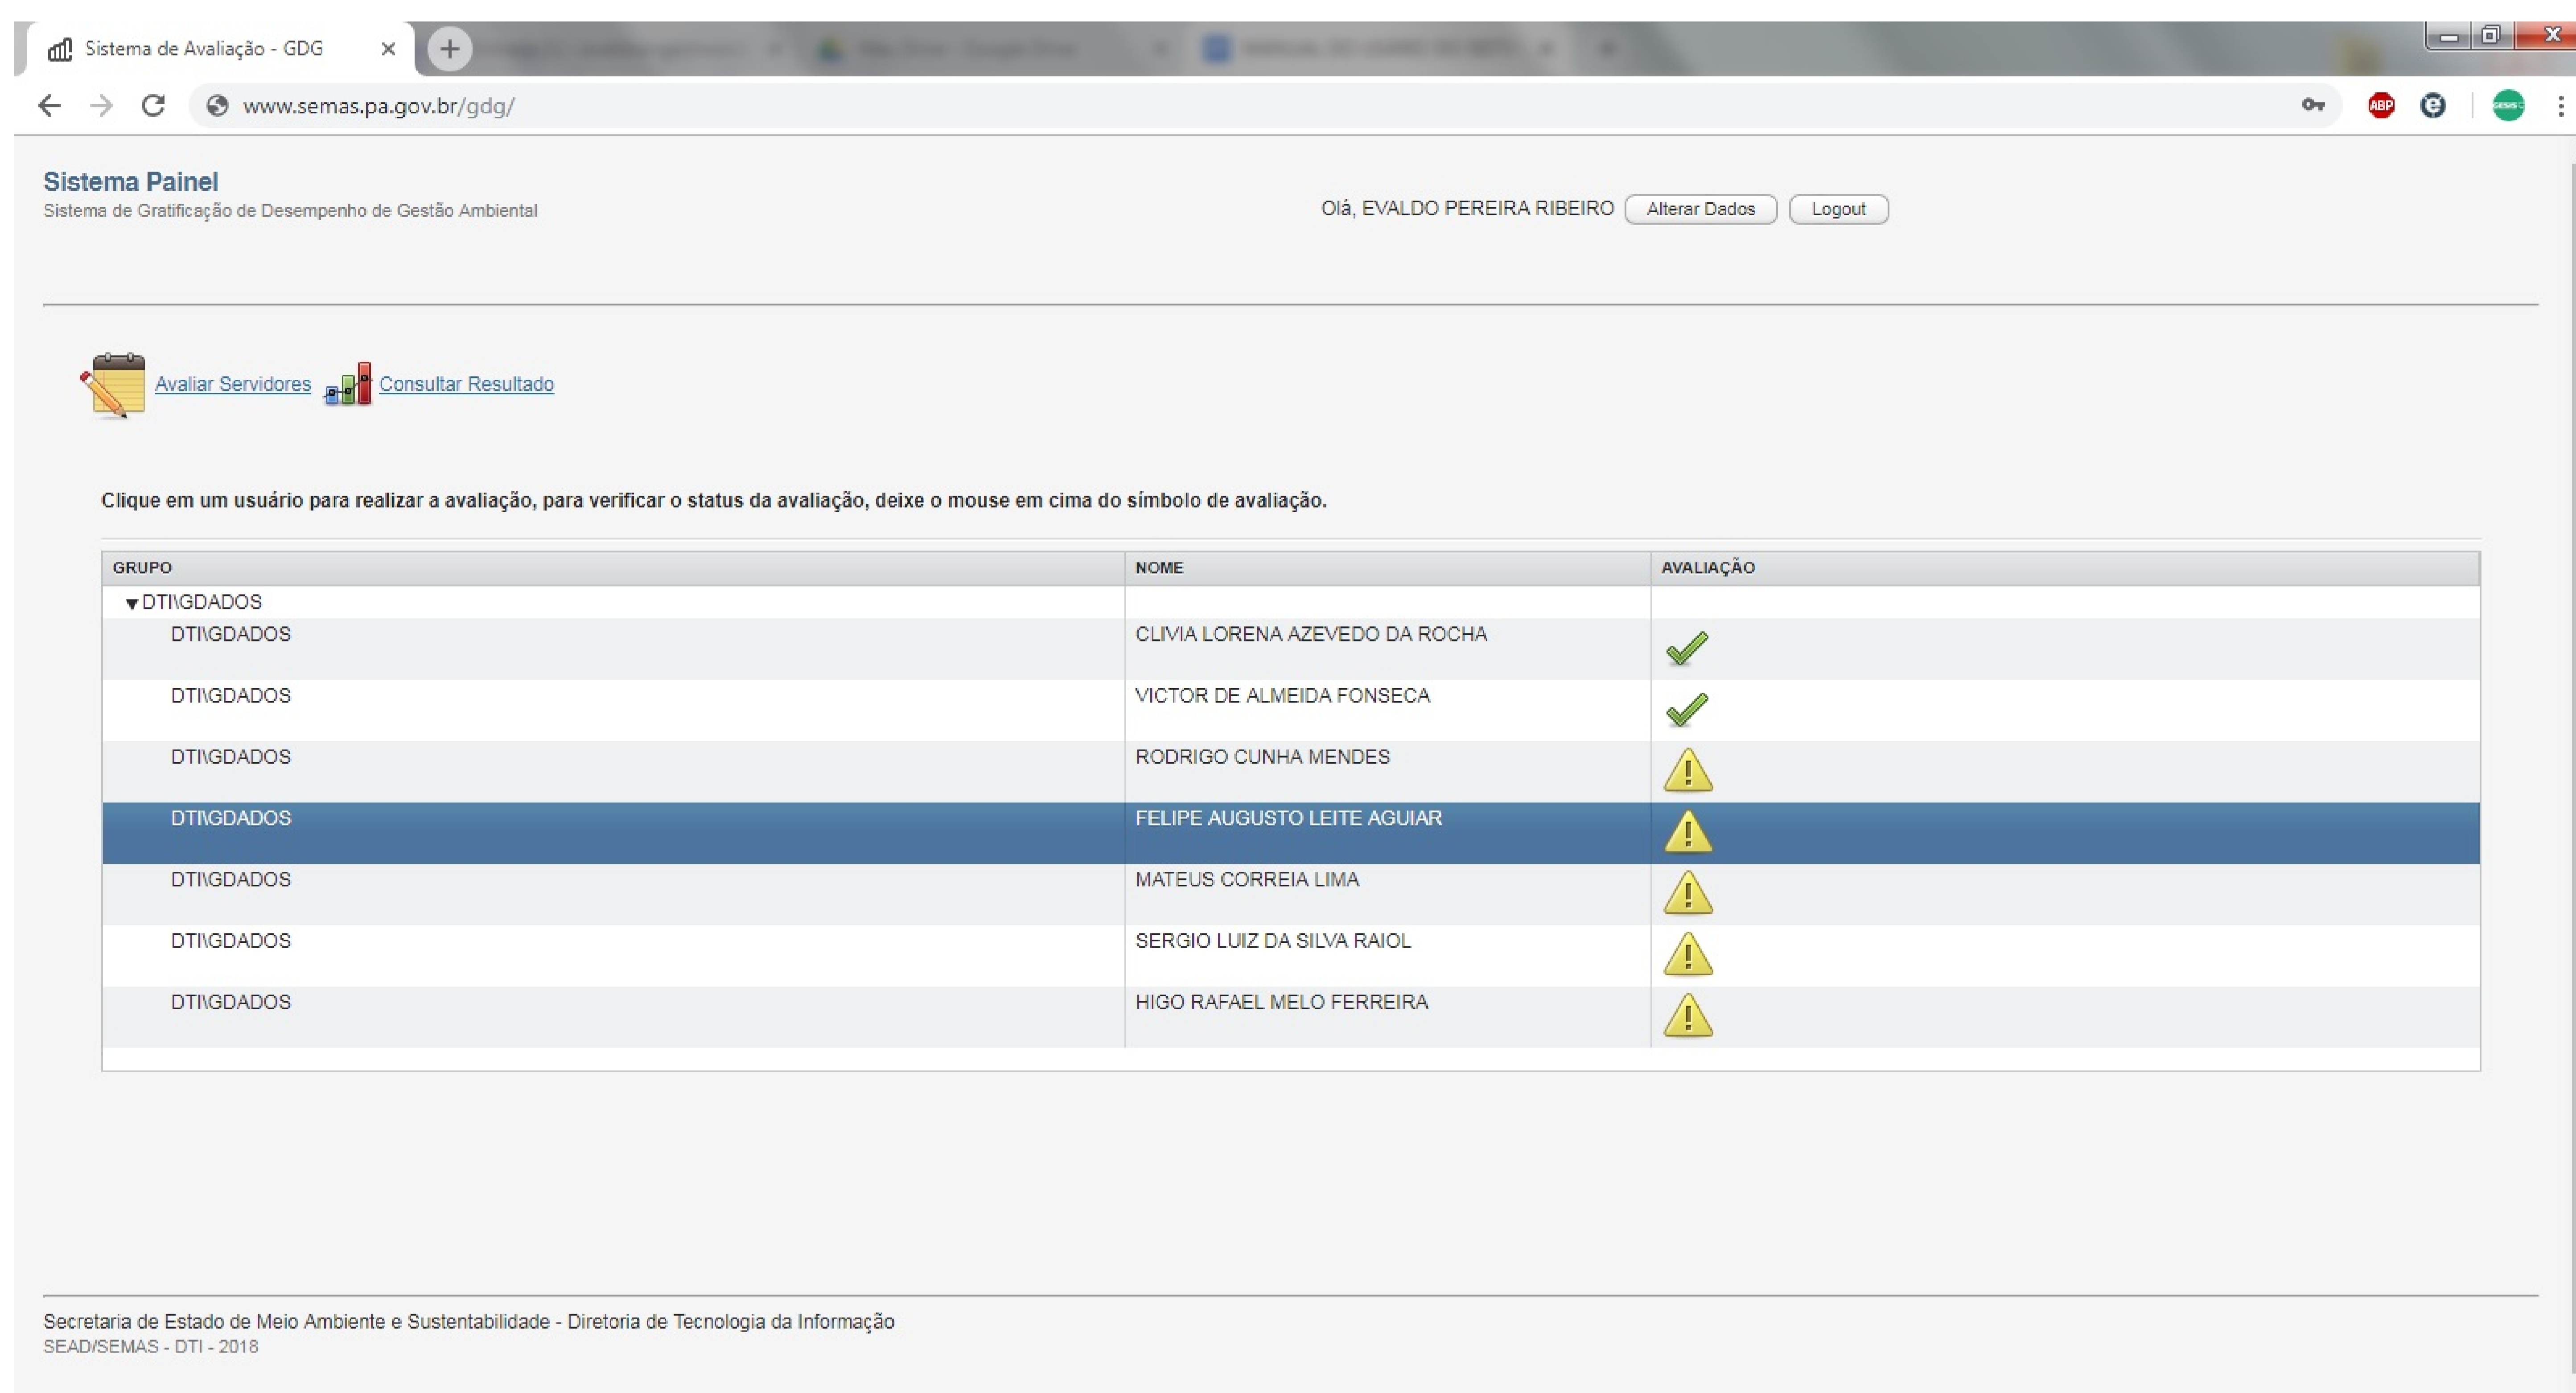 Sistema de Avaliação - GDG
www.semas.pa.gov.br/gdg/
ABP
GESIS
Sistema Painel
Sistema de Gratificação de Desempenho de Gestão Ambiental
Olá, EVALDO PEREIRA RIBEIRO Alterar Dados Logout
Avaliar Servidores Consultar Resultado
Clique em um usuário para realizar a avaliação, para verificar o status da avaliação, deixe o mouse em cima do símbolo de avaliação.
GRUPO NOME AVALIAÇÃO
DTI\GDADOS
DTI\GDADOS CLIVIA LORENA AZEVEDO DA ROCHA
DTI\GDADOS VICTOR DE ALMEIDA FONSECA
DTI\GDADOS RODRIGO CUNHA MENDES
DTI\GDADOS FELIPE AUGUSTO LEITE AGUIAR
DTI\GDADOS MATEUS CORREIA LIMA
DTI\GDADOS SERGIO LUIZ DA SILVA RAIOL
DTI\GDADOS HIGO RAFAEL MELO FERREIRA
Secretaria de Estado de Meio Ambiente e Sustentabilidade - Diretoria de Tecnologia da Informação
SEAD/SEMAS - DTI - 2018